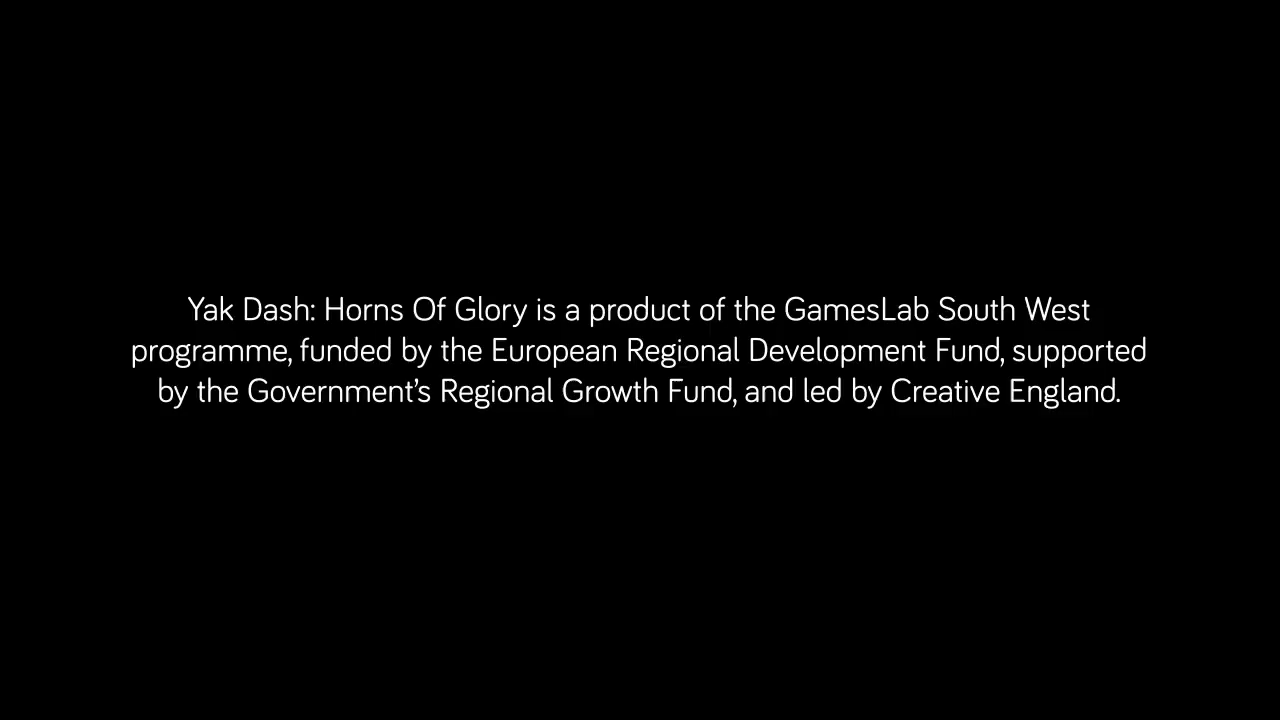 Yak Dash: Horns Of Glory is a product of the GamesLab South West
programme, funded by the European Regional Development Fund, supported
by the Government’s Regional Growth Fund, and led by Creative England.